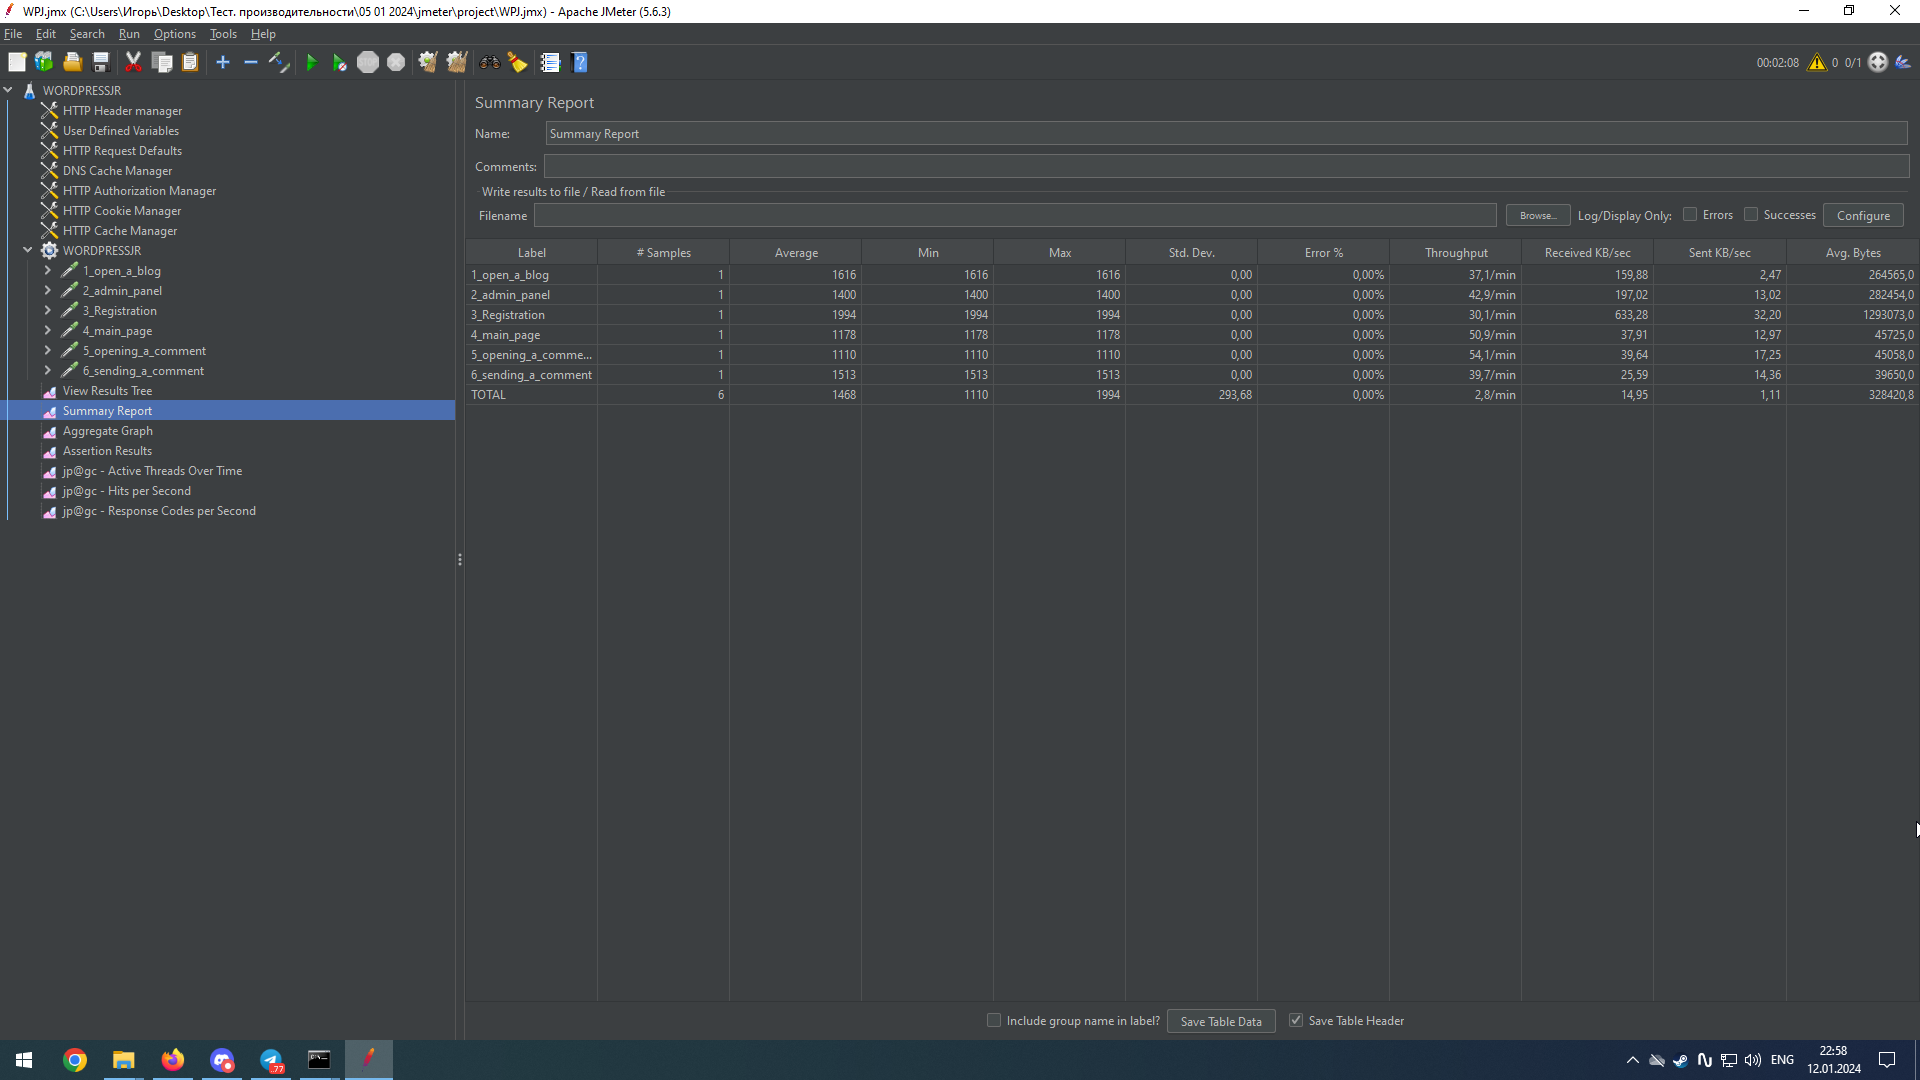 WPJ.jmx (C:\Users\Игорь\Desktop\Тест. производительности\05 01 2024\jmeter\project\WPJ.jmx) - Apache JMeter (5.6.3)
File Edit Search Run Options Tools Help
00:02:08 0 0/1
WORDPRESSJR
HTTP Header manager
User Defined Variables
HTTP Request Defaults
DNS Cache Manager
HTTP Authorization Manager
HTTP Cookie Manager
HTTP Cache Manager
WORDPRESSJR
1_open_a_blog
2_admin_panel
3_Registration
4_main_page
5_opening_a_comment
6_sending_a_comment
View Results Tree
Summary Report
Aggregate Graph
Assertion Results
jp@gc - Active Threads Over Time
jp@gc - Hits per Second
jp@gc - Response Codes per Second
Summary Report
Name: Summary Report
Comments:
Write results to file / Read from file
Filename Browse... Log/Display Only: Errors Successes Configure
Label # Samples Average Min Max Std. Dev. Error % Throughput Received KB/sec Sent KB/sec Avg. Bytes
1_open_a_blog 1 1616 1616 1616 0,00 0,00% 37,1/min 159,88 2,47 264565,0
2_admin_panel 1 1400 1400 1400 0,00 0,00% 42,9/min 197,02 13,02 282454,0
3_Registration 1 1994 1994 1994 0,00 0,00% 30,1/min 633,28 32,20 1293073,0
4_main_page 1 1178 1178 1178 0,00 0,00% 50,9/min 37,91 12,97 45725,0
5_opening_a_comme... 1 1110 1110 1110 0,00 0,00% 54,1/min 39,64 17,25 45058,0
6_sending_a_comment 1 1513 1513 1513 0,00 0,00% 39,7/min 25,59 14,36 39650,0
TOTAL 6 1468 1110 1994 293,68 0,00% 2,8/min 14,95 1,11 328420,8
Include group name in label? Save Table Data Save Table Header
77
ENG
22:58
12.01.2024